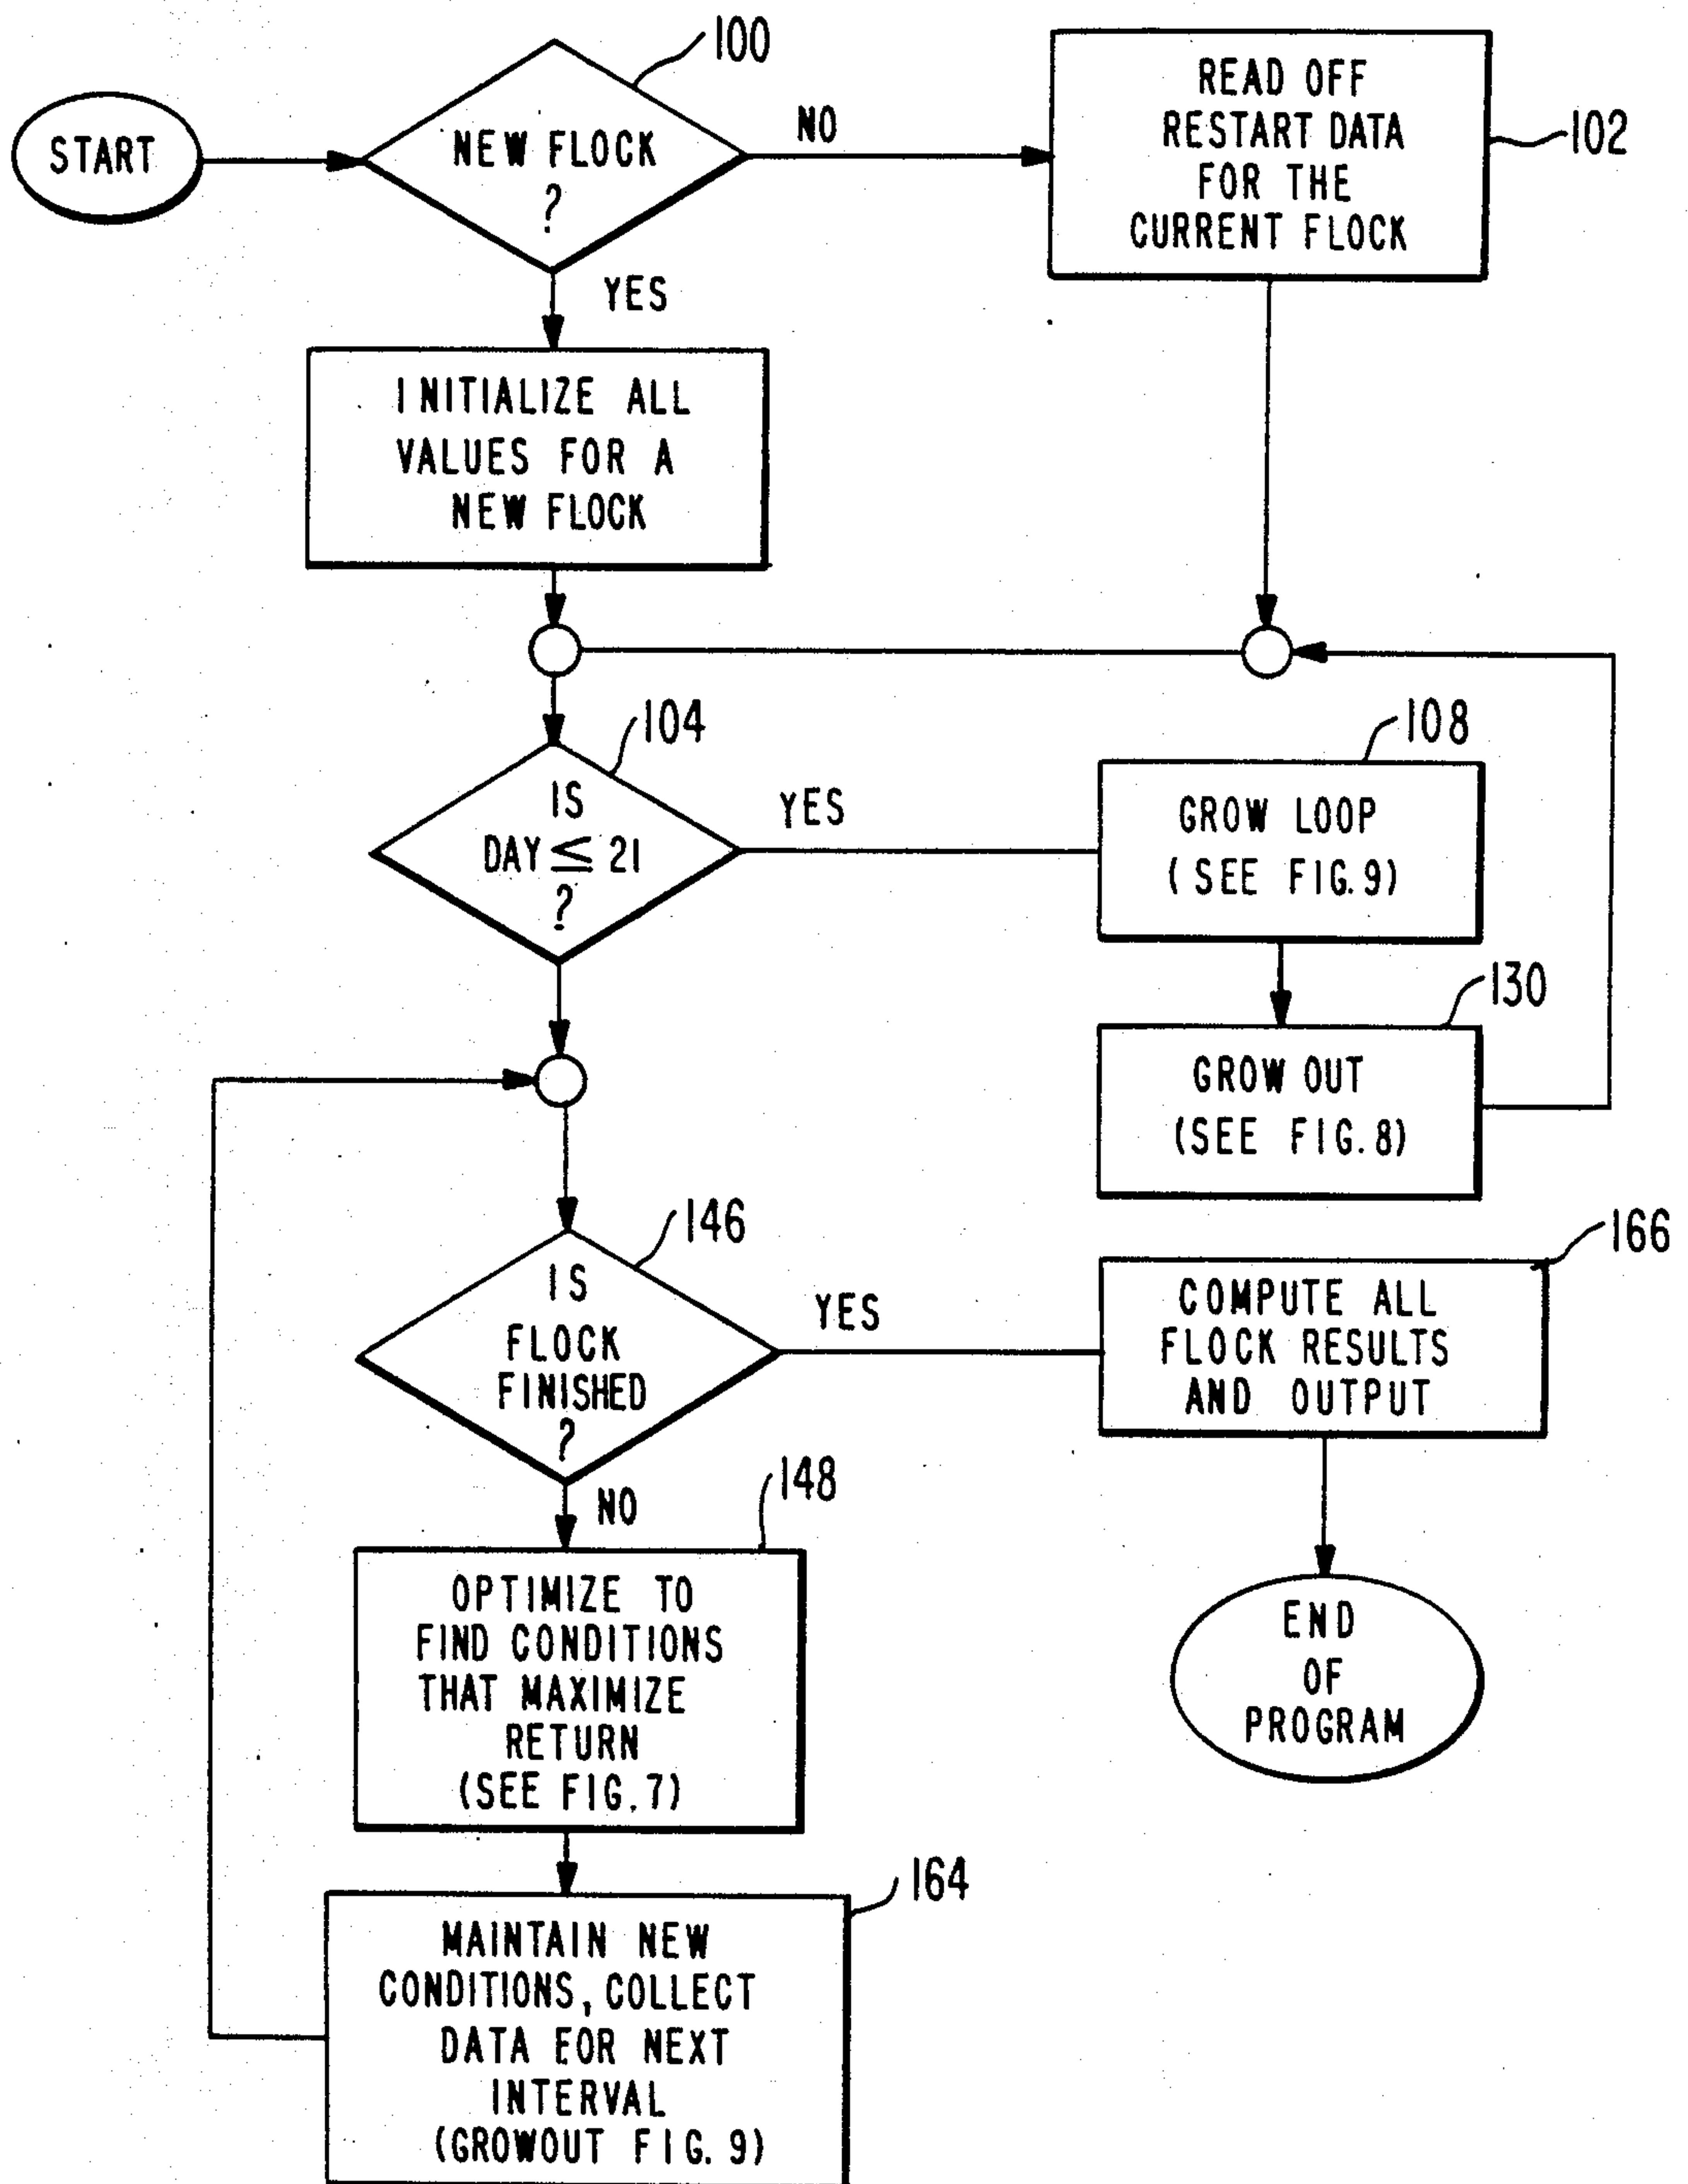 100
START
NEW FLOCK
?
NO
READ OFF
RESTART DATA
FOR THE
CURRENT FLOCK
102
YES
INITIALIZE ALL
VALUES FOR A
NEW FLOCK
104
IS
DAY ≤ 21
?
YES
108
GROW LOOP
(SEE FIG. 9)
130
GROW OUT
(SEE FIG. 8)
146
IS
FLOCK
FINISHED
?
YES
166
COMPUTE ALL
FLOCK RESULTS
AND OUTPUT
NO
148
OPTIMIZE TO
FIND CONDITIONS
THAT MAXIMIZE
RETURN
(SEE FIG. 7)
END
OF
PROGRAM
164
MAINTAIN NEW
CONDITIONS, COLLECT
DATA EOR NEXT
INTERVAL
(GROWOUT FIG. 9)